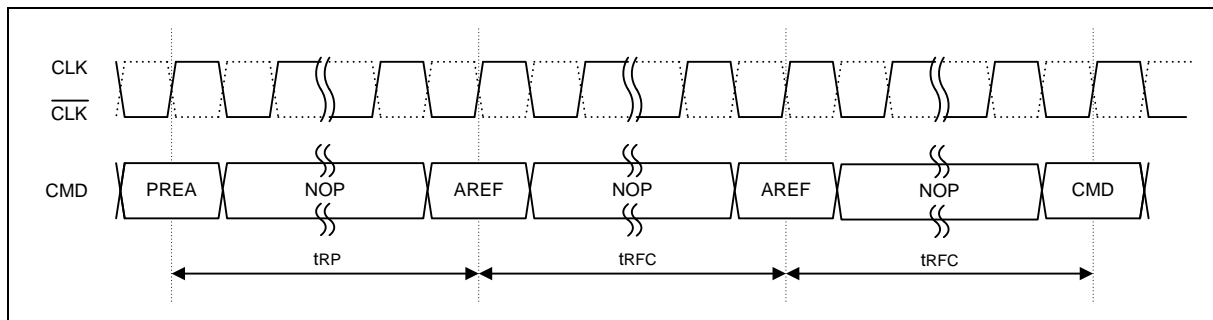 CLK
CLK
CMD PREA NOP AREF NOP AREF NOP CMD
tRP tRFC tRFC